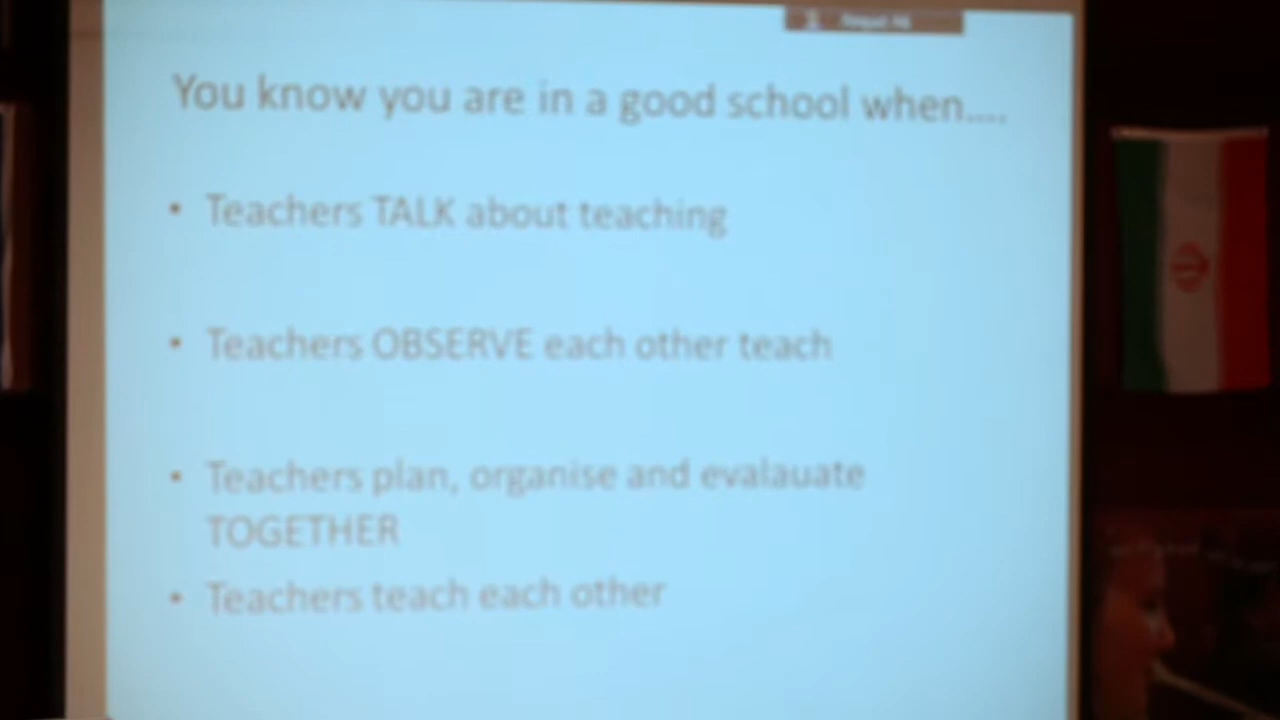 You know you are in a good school when....
• Teachers TALK about teaching
• Teachers OBSERVE each other teach
• Teachers plan, organise and evalauate
TOGETHER
• Teachers teach each other